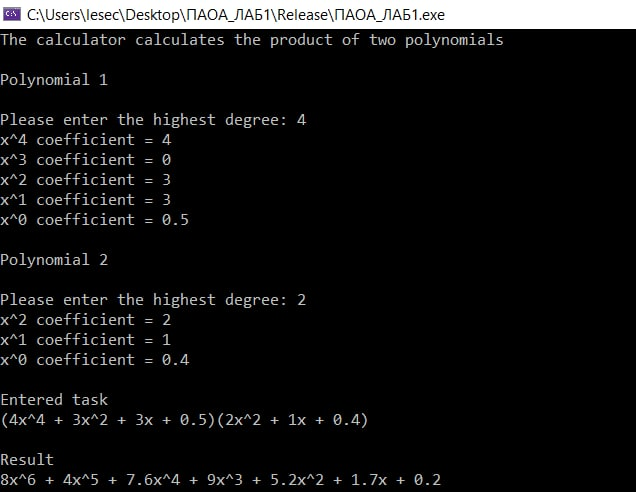 C:\Users\lesec\Desktop\ПАОА_ЛАБ1\Release\ПАОА_ЛАБ1.exe
The calculator calculates the product of two polynomials
Polynomial 1
Please enter the highest degree: 4
x^4 coefficient = 4
x^3 coefficient = 0
x^2 coefficient = 3
x^1 coefficient = 3
x^0 coefficient = 0.5
Polynomial 2
Please enter the highest degree: 2
x^2 coefficient = 2
x^1 coefficient = 1
x^0 coefficient = 0.4
Entered task
(4x^4 + 3x^2 + 3x + 0.5)(2x^2 + 1x + 0.4)
Result
8x^6 + 4x^5 + 7.6x^4 + 9x^3 + 5.2x^2 + 1.7x + 0.2